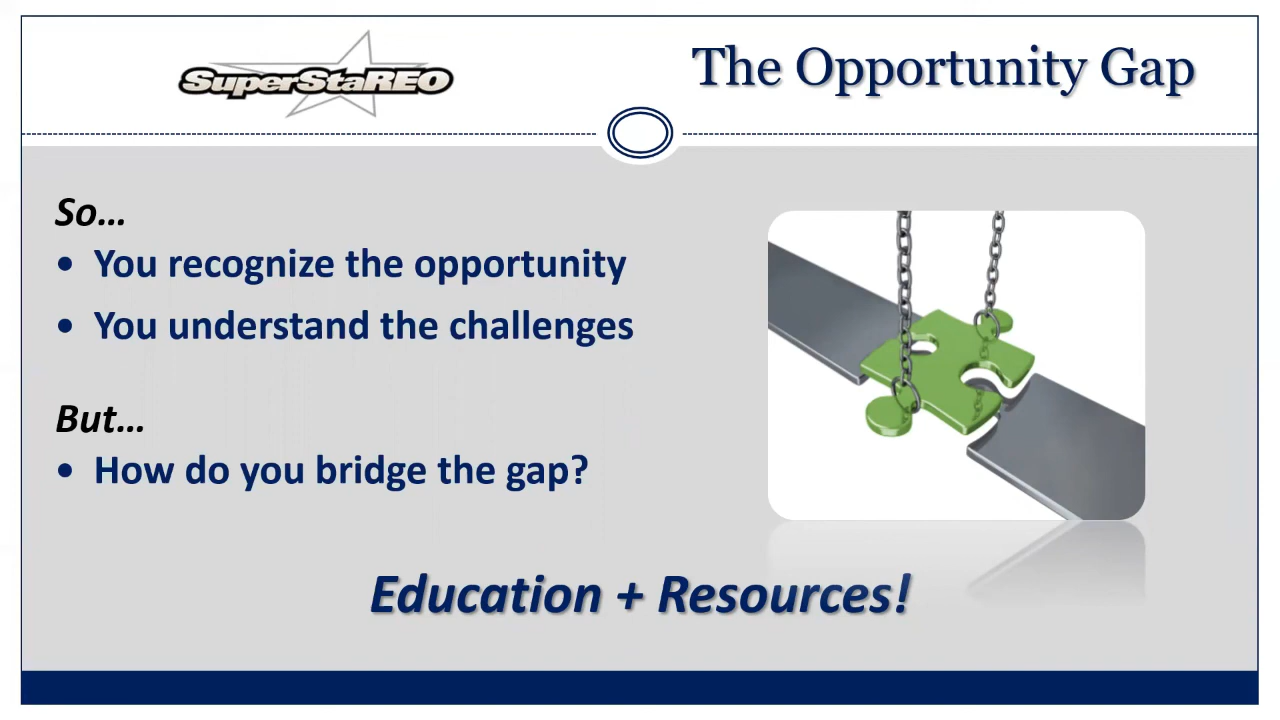 SuperStaREO
The Opportunity Gap
So…
• You recognize the opportunity
• You understand the challenges
But…
• How do you bridge the gap?
Education + Resources!